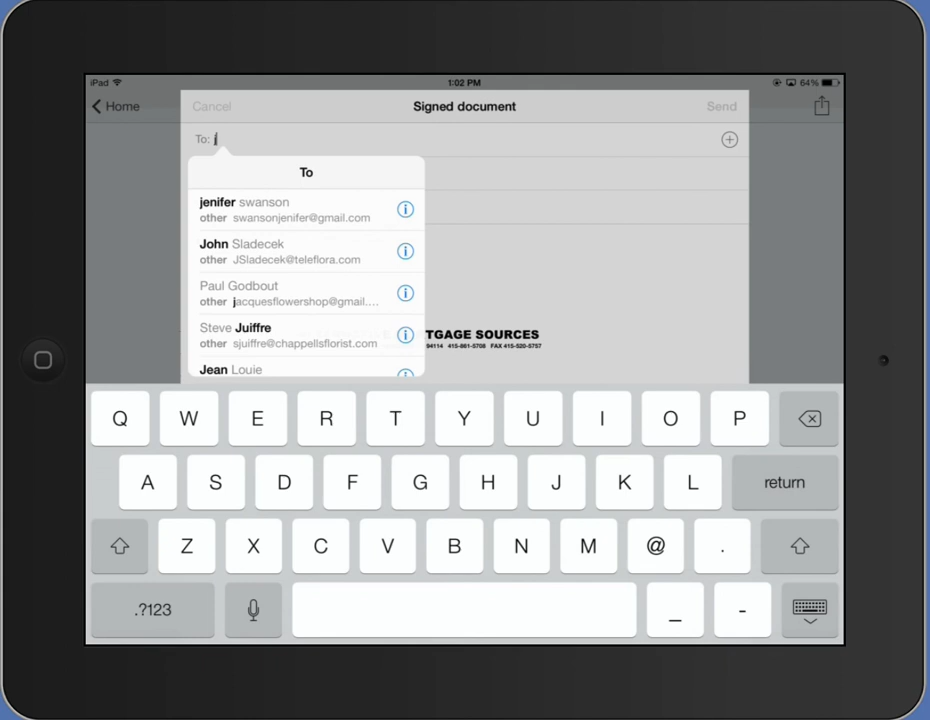 iPad
1:02 PM
64%
Home
Cancel
Signed document
Send
To: j
To
jenifer swanson
other swansonjenifer@gmail.com
John Sladecek
other JSladecek@teleflora.com
Paul Godbout
other jacquesflowershop@gmail....
Steve Juiffre
other sjuiffre@chappellsflorist.com
Jean Louie
TGAGE SOURCES
94114 415-861-5708 FAX 415-520-5757
Q W E R T Y U I O P
A S D F G H J K L return
Z X C V B N M @ .
.?123 _ -